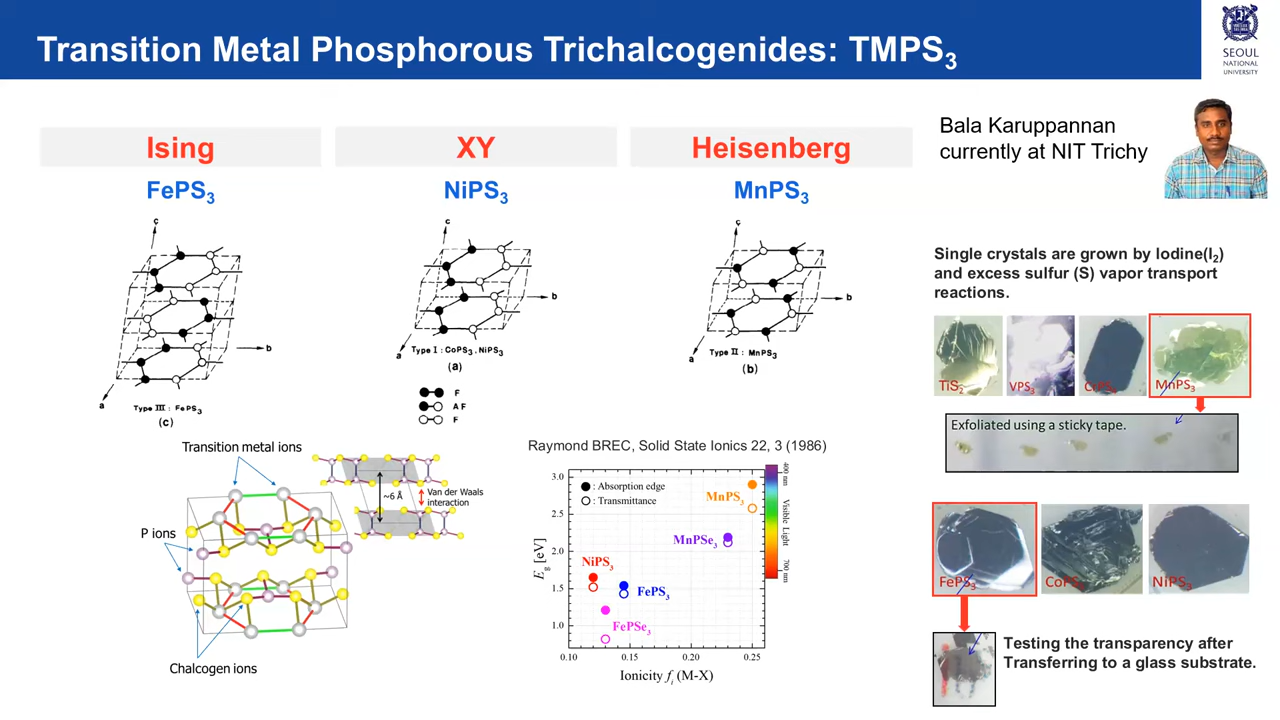 Transition Metal Phosphorous Trichalcogenides: TMPS₃
SEOUL
NATIONAL
UNIVERSITY
Ising
XY
Heisenberg
FePS₃
NiPS₃
MnPS₃
Bala Karuppannan
currently at NIT Trichy
c
b
a
Type III : FePS₃
(c)
c
b
a
Type I : CoPS₃ . NiPS₃
(a)
F
A F
F
c
b
a
Type II : MnPS₃
(b)
Single crystals are grown by Iodine(I₂)
and excess sulfur (S) vapor transport
reactions.
TiS₂
VPS₃
MnPS₃
Exfoliated using a sticky tape.
FePS₃
NiPS₃
Testing the transparency after
Transferring to a glass substrate.
Transition metal ions
P ions
Chalcogen ions
~6 Å
Van der Waals
interaction
Raymond BREC, Solid State Ionics 22, 3 (1986)
: Absorption edge
: Transmittance
MnPS₃
MnPSe₃
NiPS₃
FePS₃
FePSe₃
3.0
2.5
2.0
1.5
1.0
E g [eV]
0.10
0.15
0.20
0.25
Ionicity fᵢ (M-X)
400 nm
Visible Light
700 nm